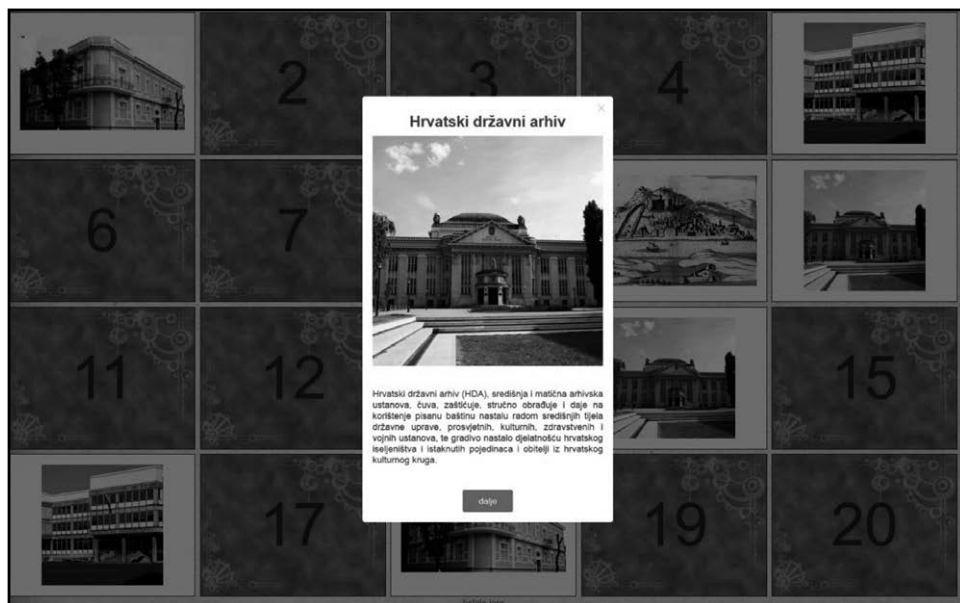 2
3
4
Hrvatski državni arhiv
6
7
11
12
15
Hrvatski državni arhiv (HDA), središnja i matična arhivska
ustanova, čuva, zaštićuje, stručno obrađuje i daje na
korištenje pisanu baštinu nastalu radom središnjih tijela
državne uprave, prosvjetnih, kulturnih, zdravstvenih i
vojnih ustanova, te gradivo nastalo djelatnošću hrvatskog
iseljeništva i istaknutih pojedinaca i obitelji iz hrvatskog
kulturnog kruga.
dalje
17
19
20